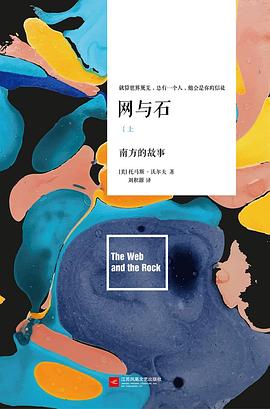 就算世界荒芜，总有一个人，他会是你的信徒
网与石
［上
南方的故事
［美］托马斯·沃尔夫 著
刘积源 译
The Web
and the Rock
江苏凤凰文艺出版社